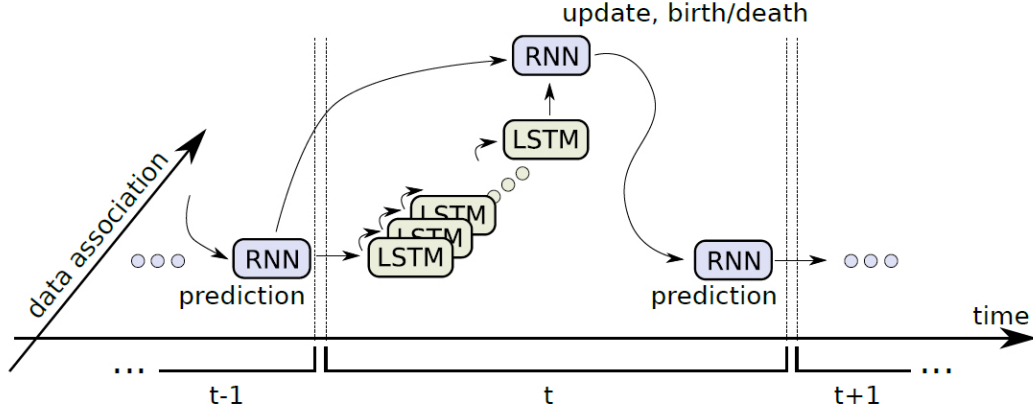 update, birth/death
RNN
LSTM
data association
LSTM
LSTM
RNN
LSTM
RNN
prediction
prediction
time
...
...
t-1
t
t+1